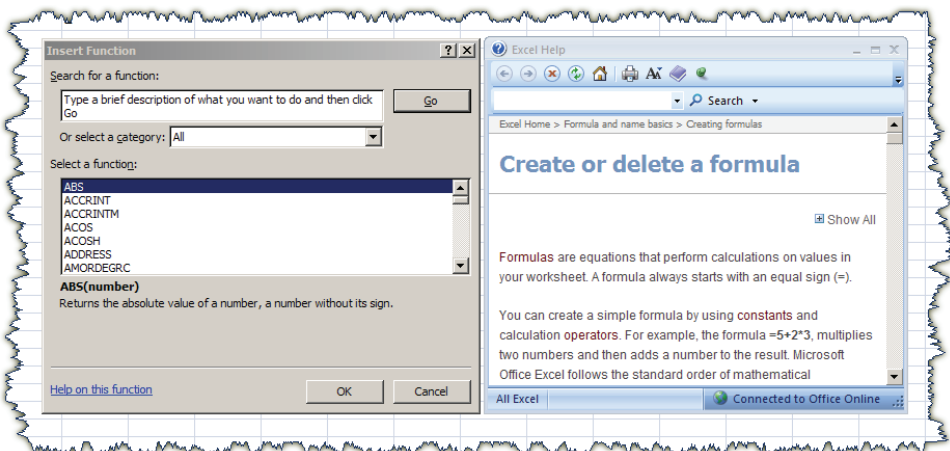 Insert Function
Search for a function:
Type a brief description of what you want to do and then click
Go
Go
Or select a category: All
Select a function:
ABS
ACCRINT
ACCRINTM
ACOS
ACOSH
ADDRESS
AMORDEGRC
ABS(number)
Returns the absolute value of a number, a number without its sign.
Help on this function
OK
Cancel
Excel Help
Search
Excel Home > Formula and name basics > Creating formulas
Create or delete a formula
Show All
Formulas are equations that perform calculations on values in
your worksheet. A formula always starts with an equal sign (=).
You can create a simple formula by using constants and
calculation operators. For example, the formula =5+2*3, multiplies
two numbers and then adds a number to the result. Microsoft
Office Excel follows the standard order of mathematical
All Excel
Connected to Office Online